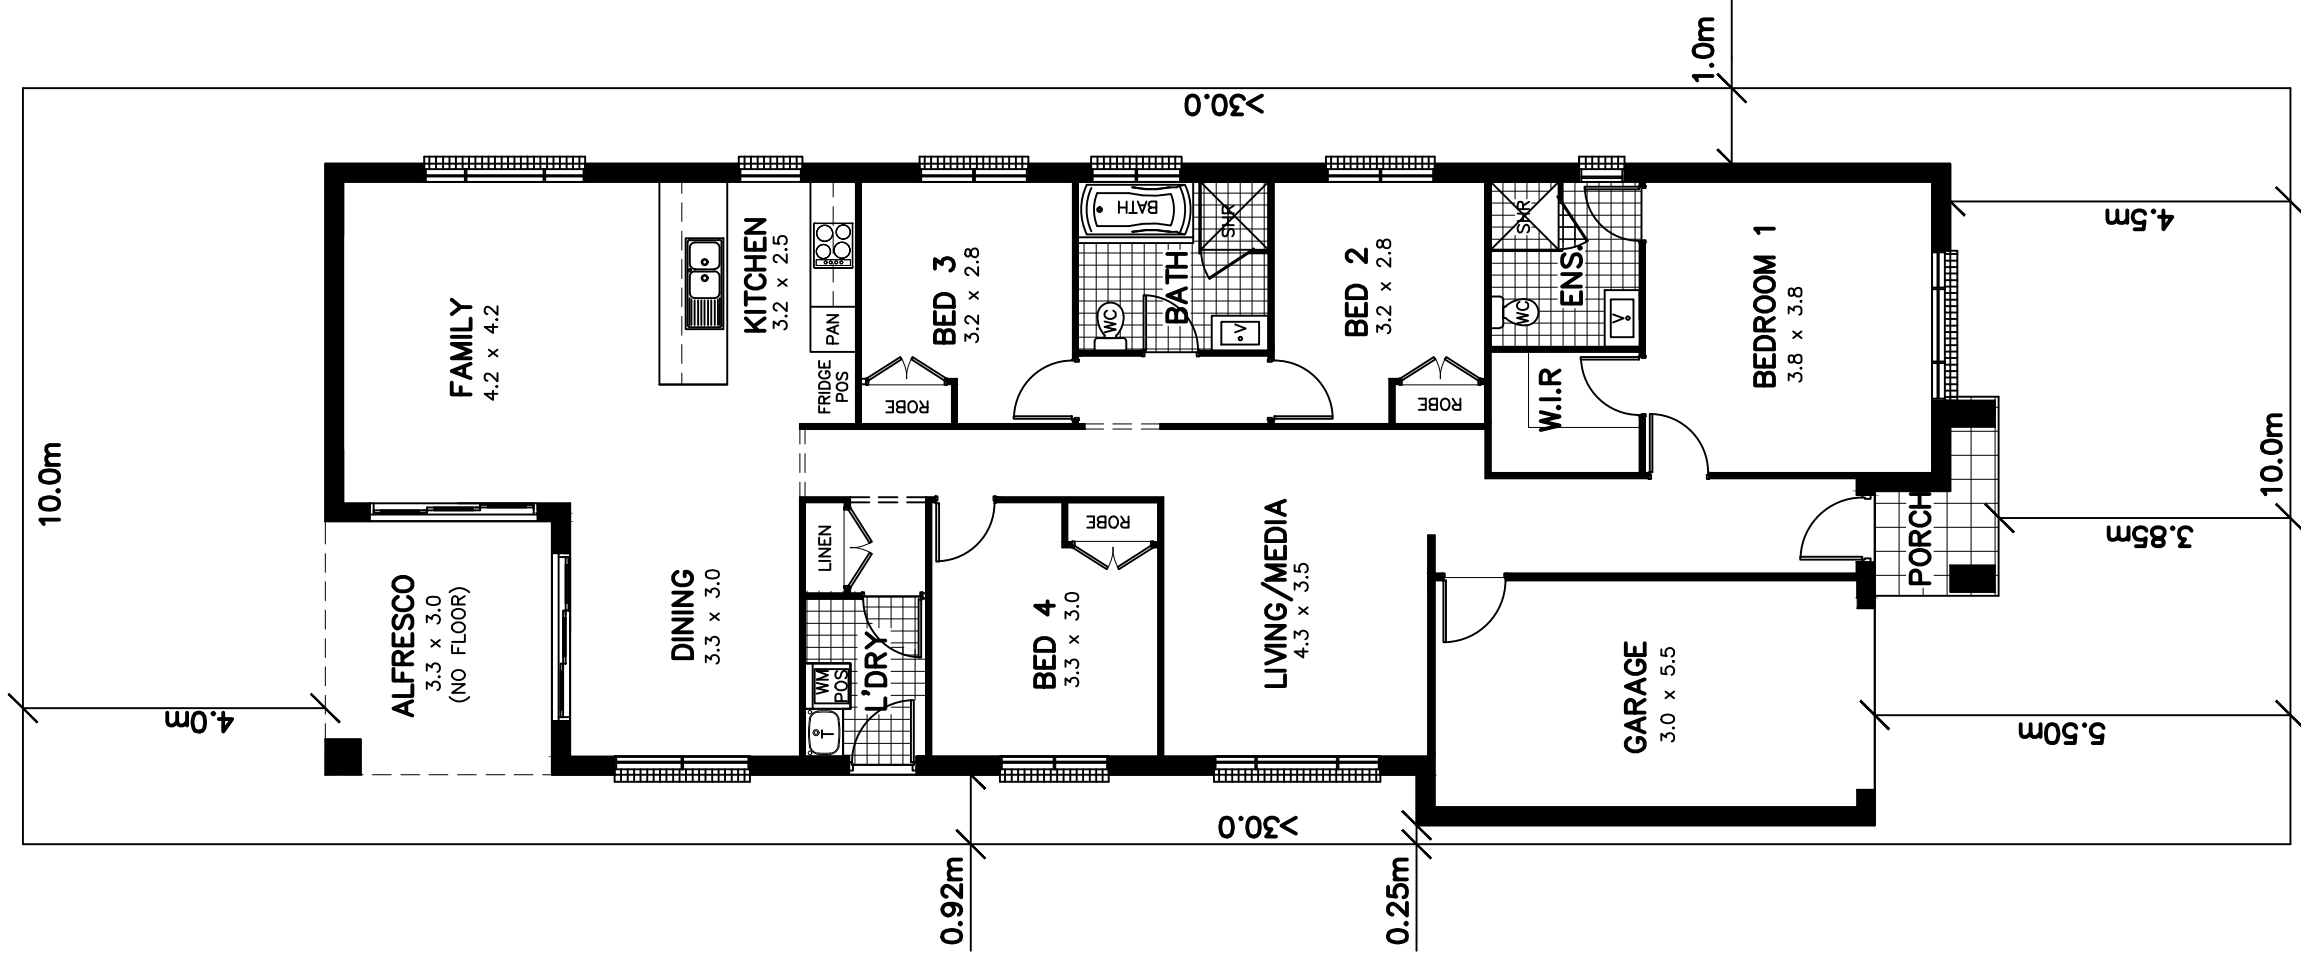 1.0m
>30.0
4.5m
10.0m
FAMILY
4.2 x 4.2
KITCHEN
3.2 x 2.5
PAN
FRIDGE
POS
BED 3
3.2 x 2.8
ROBE
BATH
SHR
WC
BATH
V
BED 2
3.2 x 2.8
ROBE
SHR
ENS.
WC
V
W.I.R
BEDROOM 1
3.8 x 3.8
10.0m
3.85m
PORCH
ALFRESCO
3.3 x 3.0
(NO FLOOR)
4.0m
DINING
3.3 x 3.0
LINEN
L'DRY
WM
POS
T
BED 4
3.3 x 3.0
ROBE
LIVING/MEDIA
4.3 x 3.5
GARAGE
3.0 x 5.5
5.50m
>30.0
0.92m
0.25m